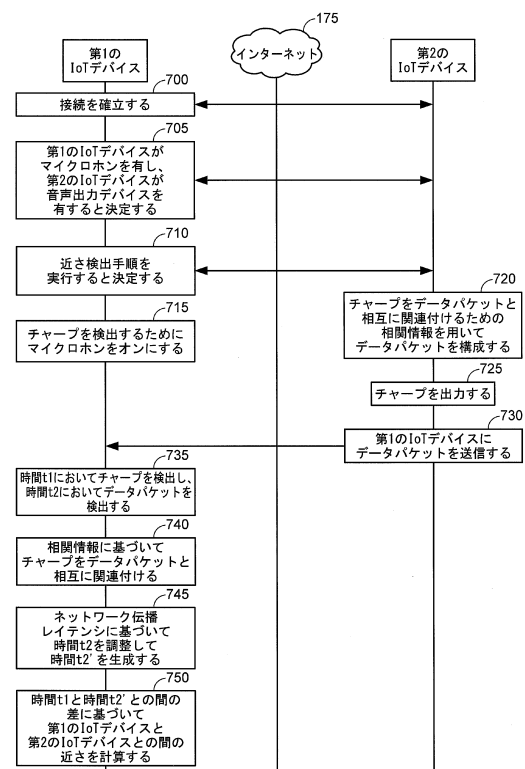 175
第1の
IoTデバイス
インターネット
第2の
IoTデバイス
700
接続を確立する
705
第1のIoTデバイスが
マイクロホンを有し、
第2のIoTデバイスが
音声出力デバイスを
有すると決定する
710
近さ検出手順を
実行すると決定する
715
チャープを検出するために
マイクロホンをオンにする
720
チャープをデータパケットと
相互に関連付けるための
相関情報を用いて
データパケットを構成する
725
チャープを出力する
730
第1のIoTデバイスに
データパケットを送信する
735
時間t1においてチャープを検出し、
時間t2においてデータパケットを
検出する
740
相関情報に基づいて
チャープをデータパケットと
相互に関連付ける
745
ネットワーク伝播
レイテンシに基づいて
時間t2を調整して
時間t2'を生成する
750
時間t1と時間t2'との間の
差に基づいて
第1のIoTデバイスと
第2のIoTデバイスとの間の
近さを計算する